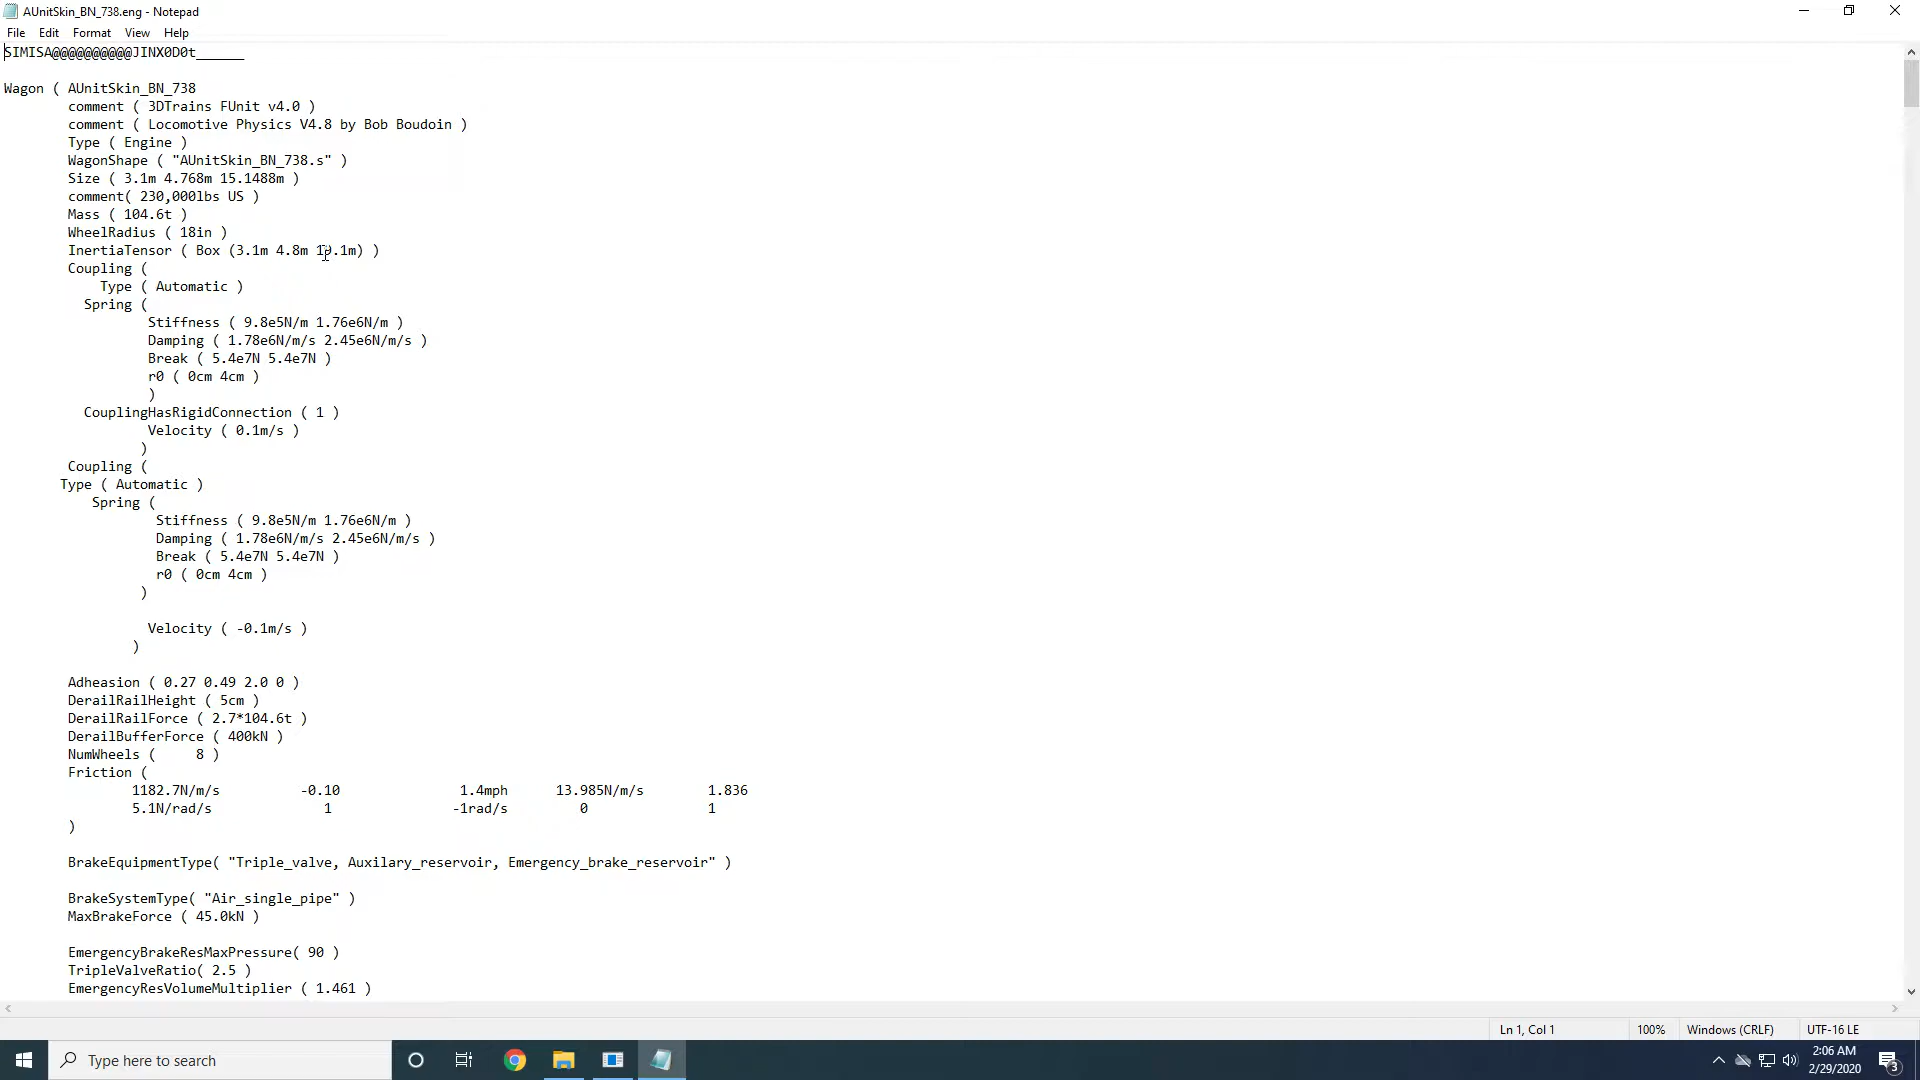 AUnitSkin_BN_738.eng - Notepad
File Edit Format View Help
SIMISA@@@@@@@@@@JINX0D0t______
Wagon ( AUnitSkin_BN_738
comment ( 3DTrains FUnit v4.0 )
comment ( Locomotive Physics V4.8 by Bob Boudoin )
Type ( Engine )
WagonShape ( "AUnitSkin_BN_738.s" )
Size ( 3.1m 4.768m 15.1488m )
comment( 230,000lbs US )
Mass ( 104.6t )
WheelRadius ( 18in )
InertiaTensor ( Box (3.1m 4.8m ) )
Coupling (
Type ( Automatic )
Spring (
Stiffness ( 9.8e5N/m 1.76e6N/m )
Damping ( 1.78e6N/m/s 2.45e6N/m/s )
Break ( 5.4e7N 5.4e7N )
r0 ( 0cm 4cm )
)
CouplingHasRigidConnection ( 1 )
Velocity ( 0.1m/s )
)
Coupling (
Type ( Automatic )
Spring (
Stiffness ( 9.8e5N/m 1.76e6N/m )
Damping ( 1.78e6N/m/s 2.45e6N/m/s )
Break ( 5.4e7N 5.4e7N )
r0 ( 0cm 4cm )
)
Velocity ( -0.1m/s )
)
Adheasion ( 0.27 0.49 2.0 0 )
DerailRailHeight ( 5cm )
DerailRailForce ( 2.7*104.6t )
DerailBufferForce ( 400kN )
NumWheels ( 8 )
Friction (
1182.7N/m/s -0.10 1.4mph 13.985N/m/s 1.836
5.1N/rad/s 1 -1rad/s 0 1
)
BrakeEquipmentType( "Triple_valve, Auxilary_reservoir, Emergency_brake_reservoir" )
BrakeSystemType( "Air_single_pipe" )
MaxBrakeForce ( 45.0kN )
EmergencyBrakeResMaxPressure( 90 )
TripleValveRatio( 2.5 )
EmergencyResVolumeMultiplier ( 1.461 )
Ln 1, Col 1 100% Windows (CRLF) UTF-16 LE
Type here to search
2:06 AM
2/29/2020
3